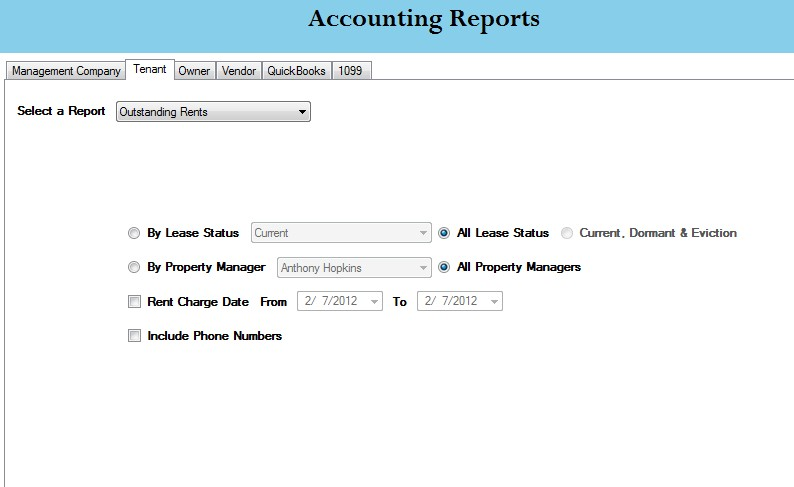 Accounting Reports
Management Company Tenant Owner Vendor QuickBooks 1099
Select a Report Outstanding Rents
By Lease Status Current All Lease Status Current, Dormant & Eviction
By Property Manager Anthony Hopkins All Property Managers
Rent Charge Date From 2/ 7/2012 To 2/ 7/2012
Include Phone Numbers